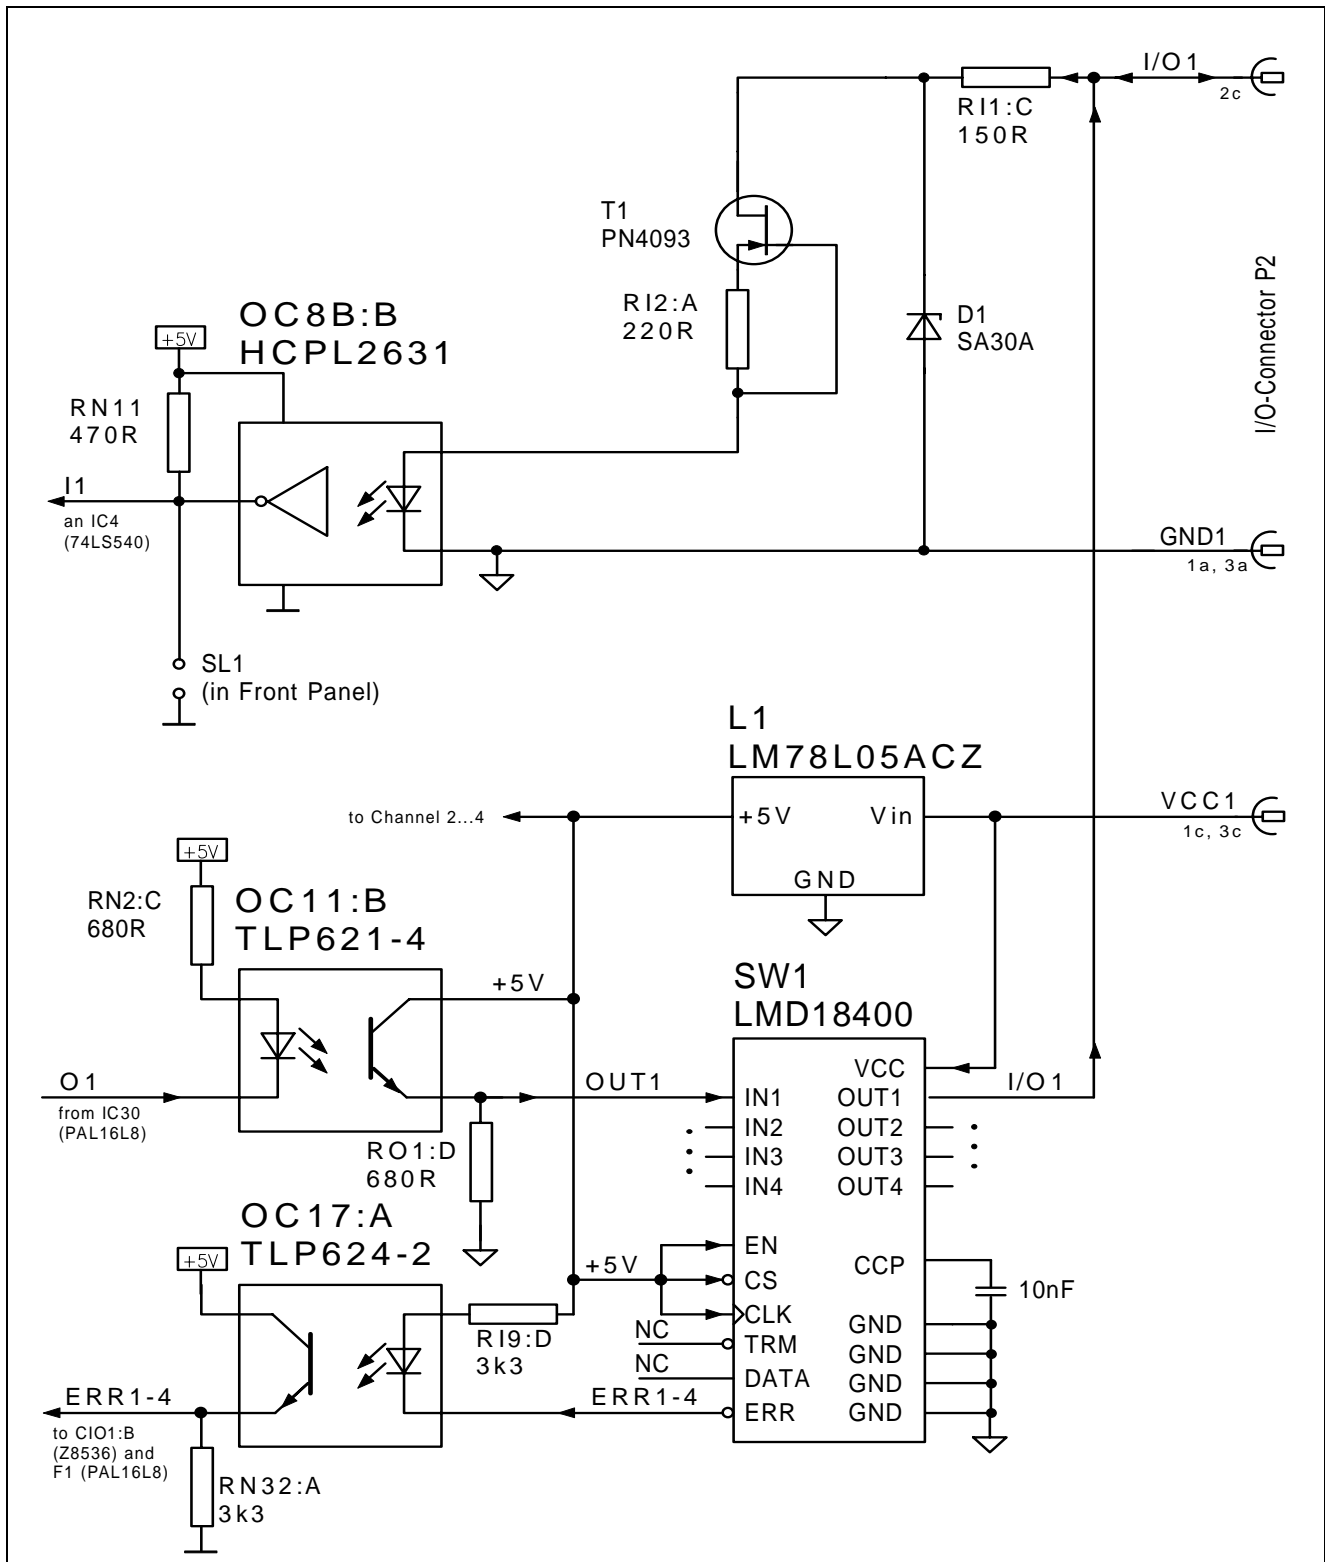 I/O1
2c
RI1:C
150R
T1
PN4093
I/O-Connector P2
RI2:A
220R
D1
SA30A
OC8B:B
HCPL2631
+5V
RN11
470R
I1
an IC4
(74LS540)
GND1
1a, 3a
SL1
(in Front Panel)
L1
LM78L05ACZ
to Channel 2...4
+5V
Vin
GND
VCC1
1c, 3c
+5V
RN2:C
680R
OC11:B
TLP621-4
+5V
SW1
LMD18400
O1
from IC30
(PAL16L8)
OUT1
RO1:D
680R
VCC
I/O1
IN1
OUT1
IN2
OUT2
IN3
OUT3
IN4
OUT4
OC17:A
TLP624-2
+5V
+5V
EN
CS
CLK
TRM
DATA
ERR
CCP
10nF
GND
GND
GND
GND
NC
NC
RI9:D
3k3
ERR1-4
ERR1-4
to CIO1:B
(Z8536) and
F1 (PAL16L8)
RN32:A
3k3